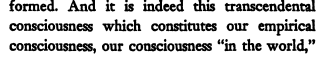 formed. And it is indeed this transcendental
consciousness which constitutes our empirical
consciousness, our consciousness “in the world,”